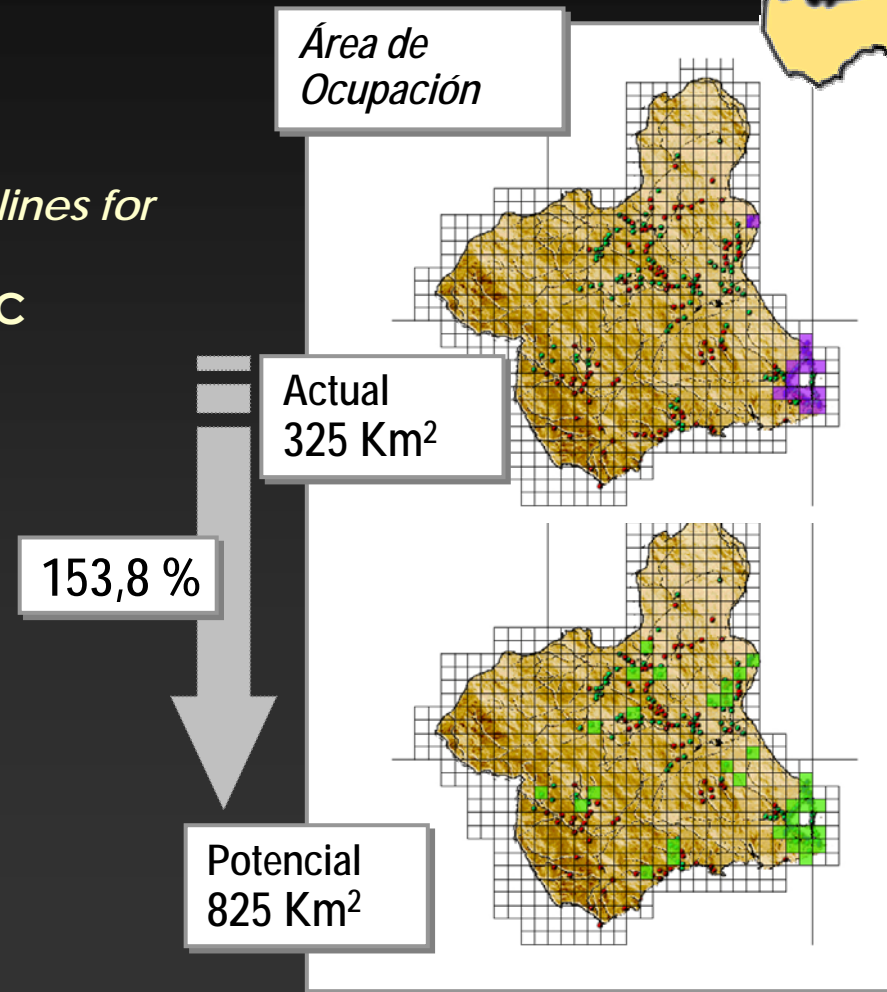 Área de
Ocupación
lines for
C
Actual
325 Km²
153,8 %
Potencial
825 Km²